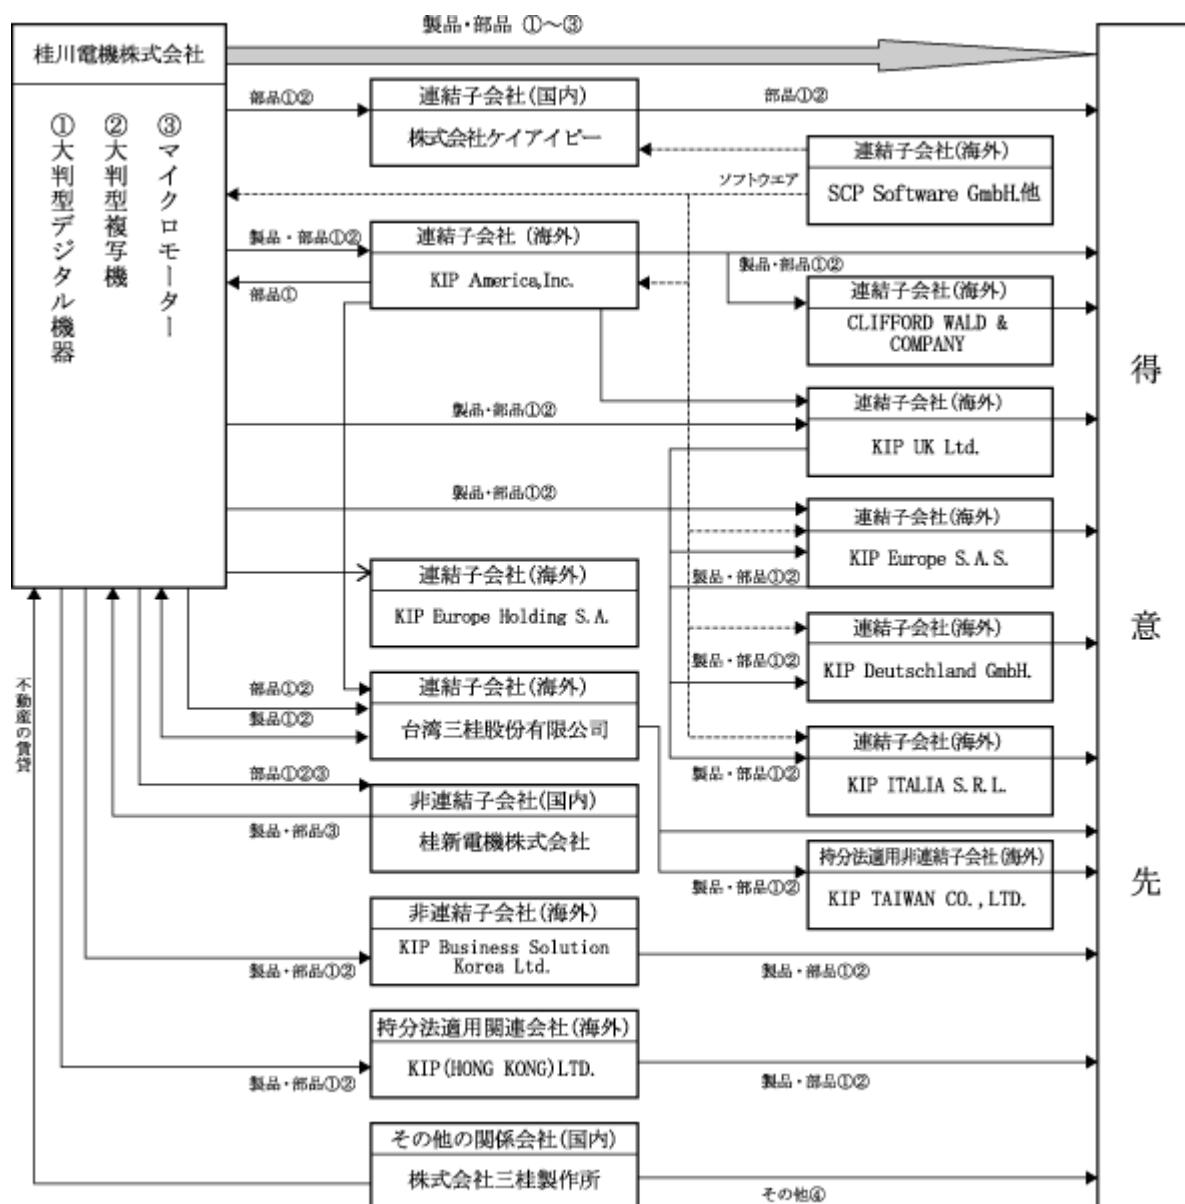 製品・部品 ①～③
桂川電機株式会社
①大判型デジタル機器
②大判型複写機
③マイクロモーター
部品①②
連結子会社(国内)
株式会社ケイアイピー
部品①②
連結子会社(海外)
SCP Software GmbH.他
ソフトウエア
製品・部品①②
部品①
連結子会社(海外)
KIP America,Inc.
製品・部品①②
連結子会社(海外)
CLIFFORD WALD &
COMPANY
製品・部品①②
連結子会社(海外)
KIP UK Ltd.
製品・部品①②
連結子会社(海外)
KIP Europe S.A.S.
製品・部品①②
連結子会社(海外)
KIP Europe Holding S.A.
連結子会社(海外)
KIP Deutschland GmbH.
製品・部品①②
部品①②
製品①②
連結子会社(海外)
台湾三桂股份有限公司
連結子会社(海外)
KIP ITALIA S.R.L.
製品・部品①②
部品①②③
製品・部品③
非連結子会社(国内)
桂新電機株式会社
持分法適用非連結子会社(海外)
KIP TAIWAN CO.,LTD.
製品・部品①②
非連結子会社(海外)
KIP Business Solution
Korea Ltd.
製品・部品①②
製品・部品①②
持分法適用関連会社(海外)
KIP(HONG KONG)LTD.
製品・部品①②
製品・部品①②
その他の関係会社(国内)
株式会社三桂製作所
その他④
不動産の賃貸
得意先